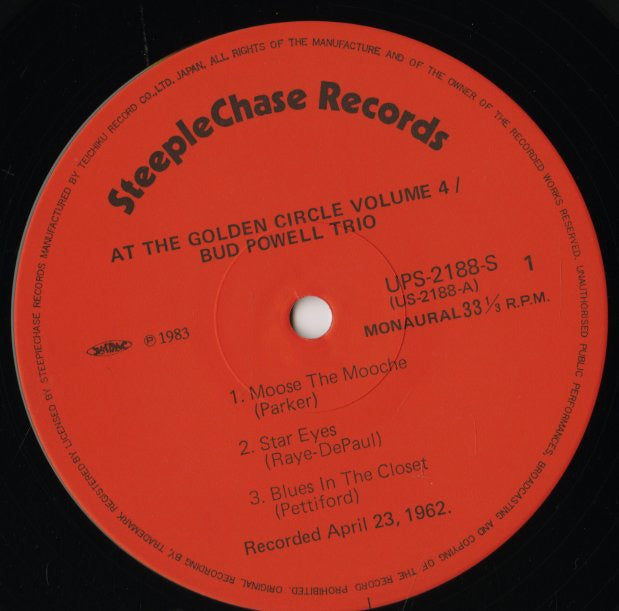 MANUFACTURED BY TEICHIKU RECORD CO.,LTD. JAPAN. ALL RIGHTS OF THE MANUFACTURE AND OF THE OWNER OF THE RECORDED WORKS RESERVED. UNAUTHORISED PUBLIC PERFORMANCES, BROADCASTING AND COPYING OF THE RECORD PROHIBITED. ORIGINAL RECORDING BY, TRADEMARK REGISTERED BY LICENSED BY STEEPLECHASE RECORDS
SteepleChase Records
AT THE GOLDEN CIRCLE VOLUME 4 /
BUD POWELL TRIO
UPS-2188-S 1
(US-2188-A)
MONAURAL 33 1/3 R.P.M.
℗ 1983
1. Moose The Mooche
(Parker)
2. Star Eyes
(Raye-DePaul)
3. Blues In The Closet
(Pettiford)
Recorded April 23, 1962.